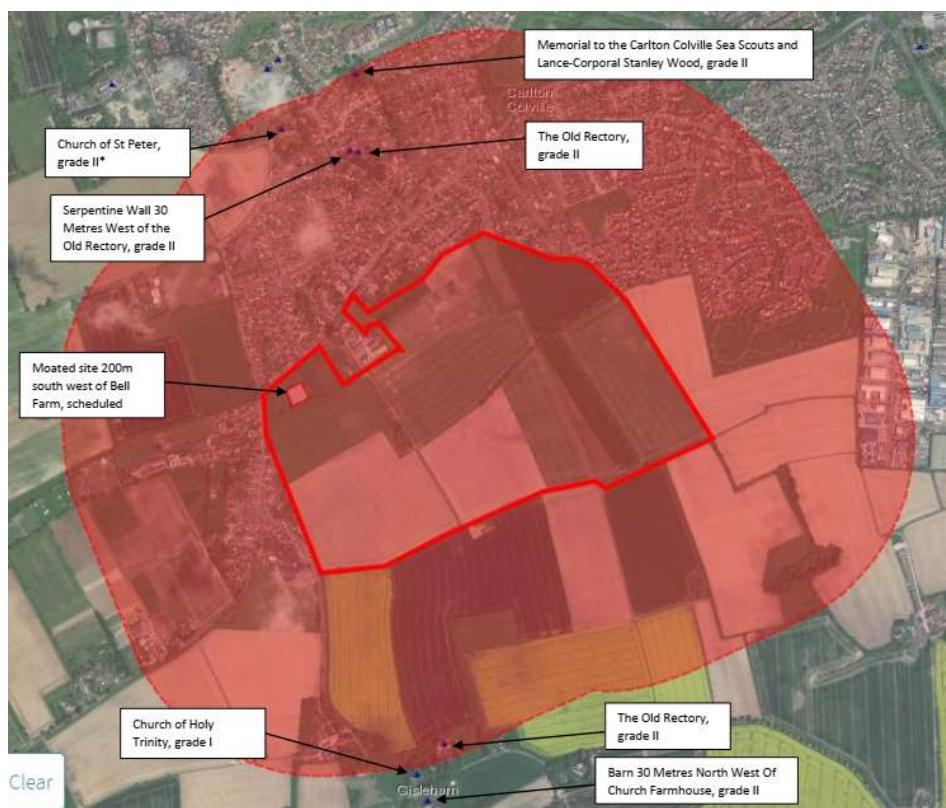 Memorial to the Carlton Colville Sea Scouts and
Lance-Corporal Stanley Wood, grade II
Carlton
Colville
Church of St Peter,
grade II*
The Old Rectory,
grade II
Serpentine Wall 30
Metres West of the
Old Rectory, grade II
Moated site 200m
south west of Bell
Farm, scheduled
Church of Holy
Trinity, grade I
The Old Rectory,
grade II
Clear
Gisleham
Barn 30 Metres North West Of
Church Farmhouse, grade II